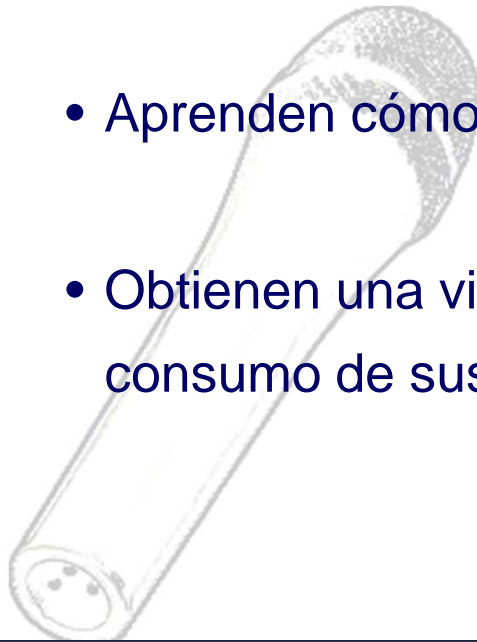 • Aprenden cómo
• Obtienen una vi
consumo de sus